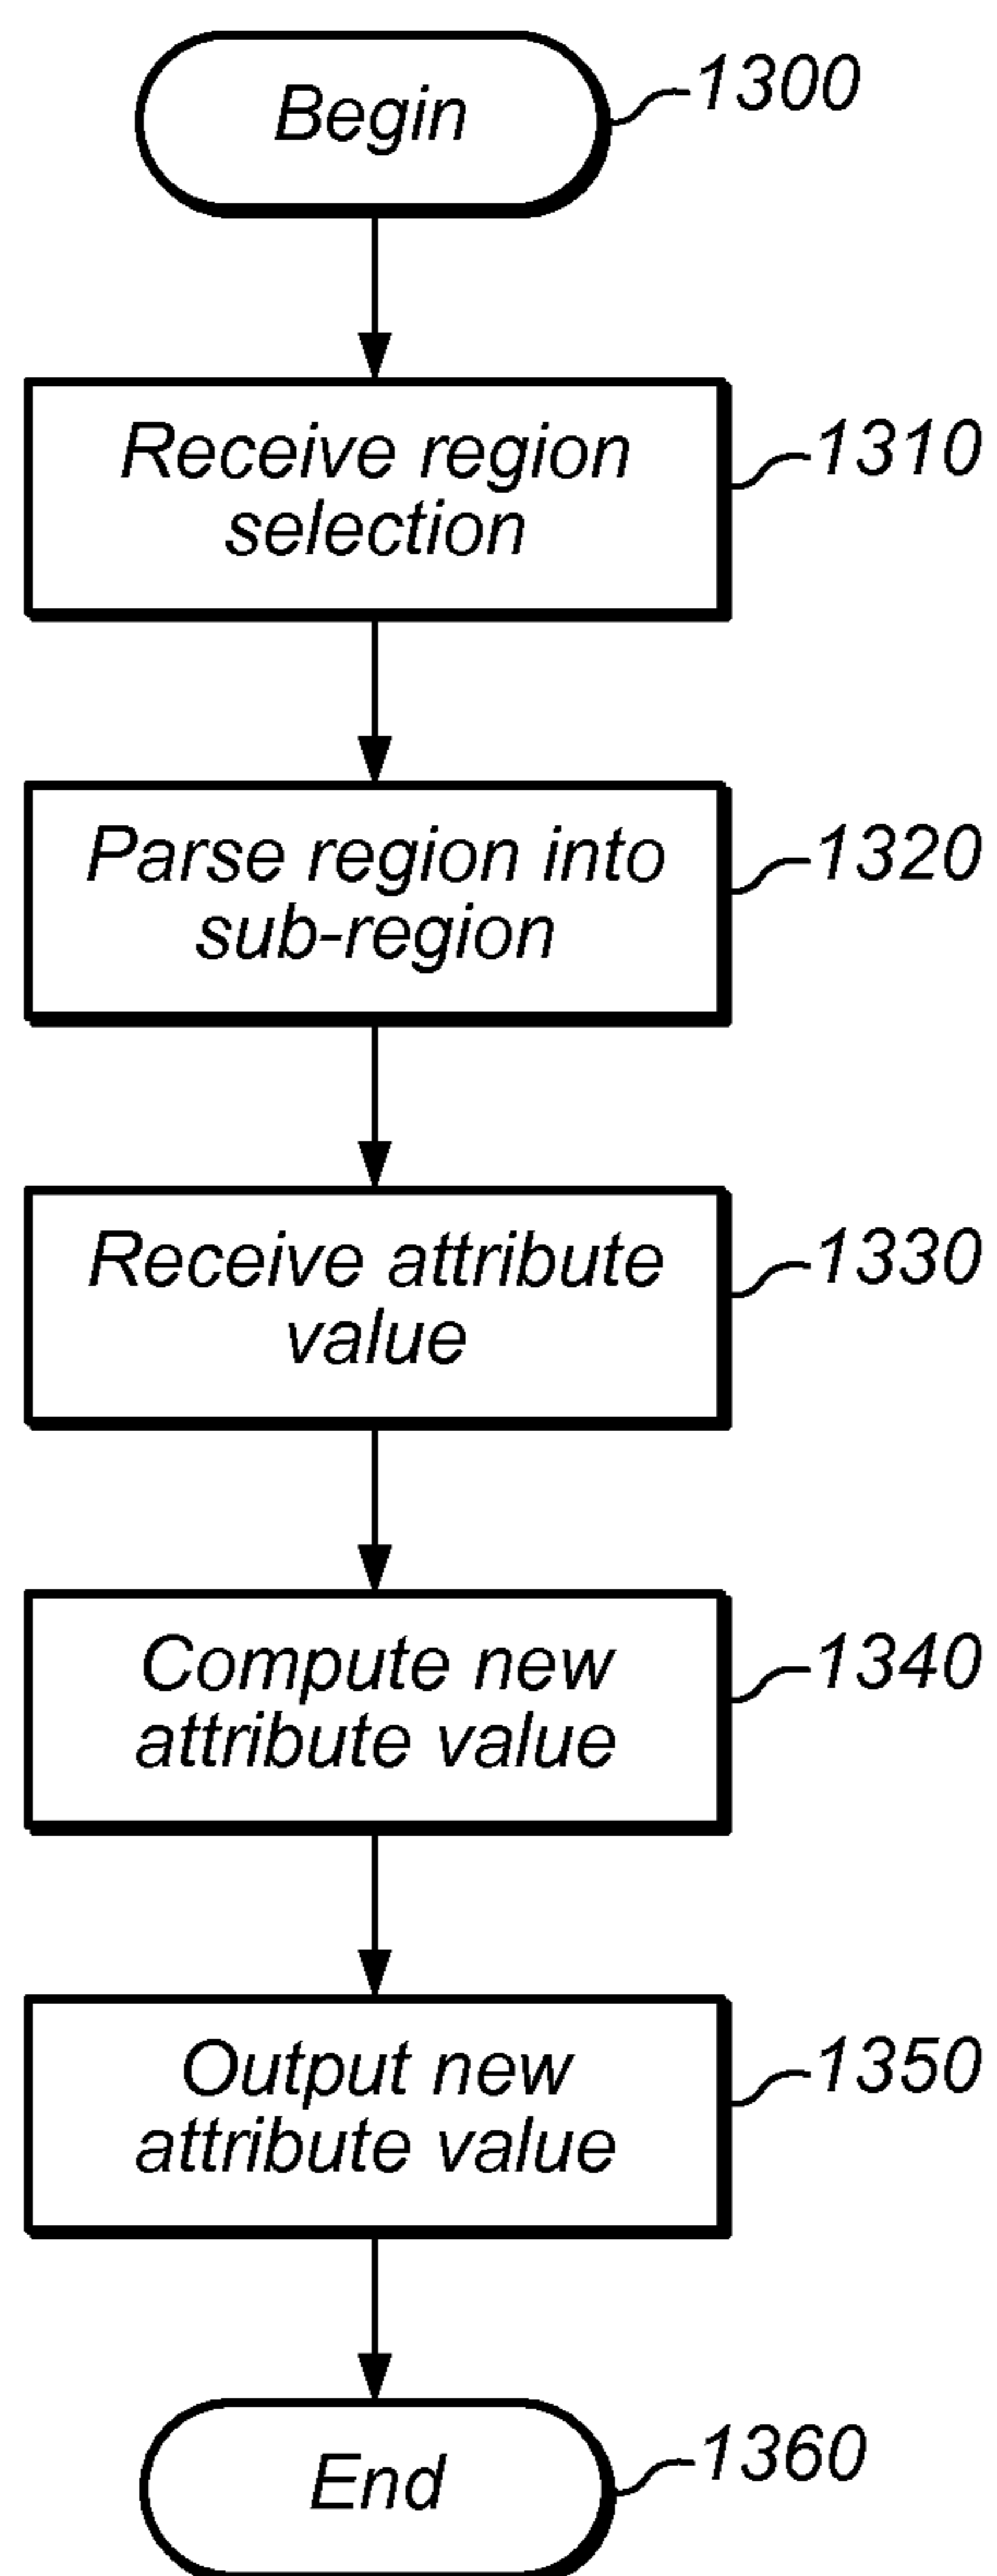 Begin
1300
Receive region
selection
1310
Parse region into
sub-region
1320
Receive attribute
value
1330
Compute new
attribute value
1340
Output new
attribute value
1350
End
1360